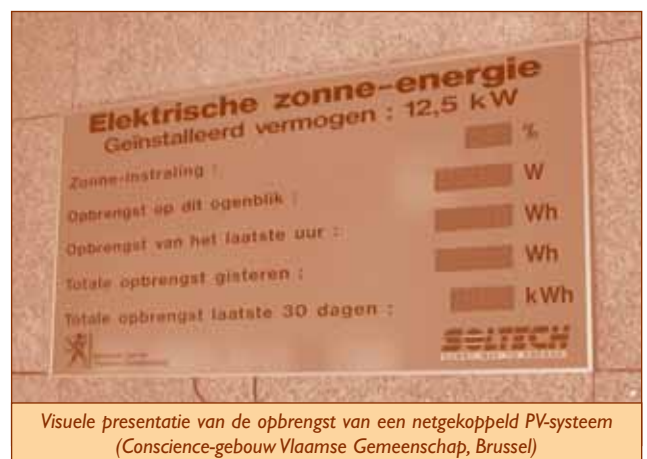 Elektrische zonne-energie
Geïnstalleerd vermogen : 12,5 kW
Zonne-instraling : %
Opbrengst op dit ogenblik : W
Opbrengst van het laatste uur : Wh
Totale opbrengst gisteren : Wh
Totale opbrengst laatste 30 dagen : kWh
SOLTECH
Visuele presentatie van de opbrengst van een netgekoppeld PV-systeem
(Conscience-gebouw Vlaamse Gemeenschap, Brussel)